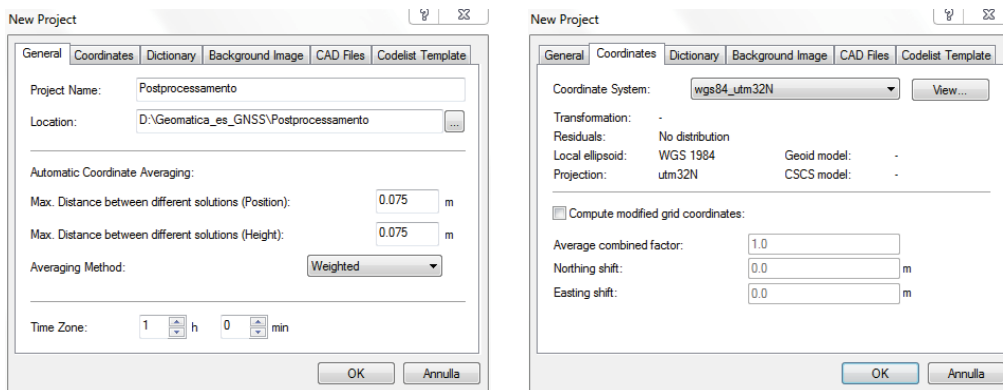 New Project
General Coordinates Dictionary Background Image CAD Files Codelist Template
Project Name: Postprocessamento
Location: D:\Geomatica_es_GNSS\Postprocessamento ...
Automatic Coordinate Averaging:
Max. Distance between different solutions (Position): 0.075 m
Max. Distance between different solutions (Height): 0.075 m
Averaging Method: Weighted
Time Zone: 1 h 0 min
OK Annulla
New Project
General Coordinates Dictionary Background Image CAD Files Codelist Template
Coordinate System: wgs84_utm32N View...
Transformation: -
Residuals: No distribution
Local ellipsoid: WGS 1984 Geoid model: -
Projection: utm32N CSCS model: -
Compute modified grid coordinates:
Average combined factor: 1.0
Northing shift: 0.0 m
Easting shift: 0.0 m
OK Annulla